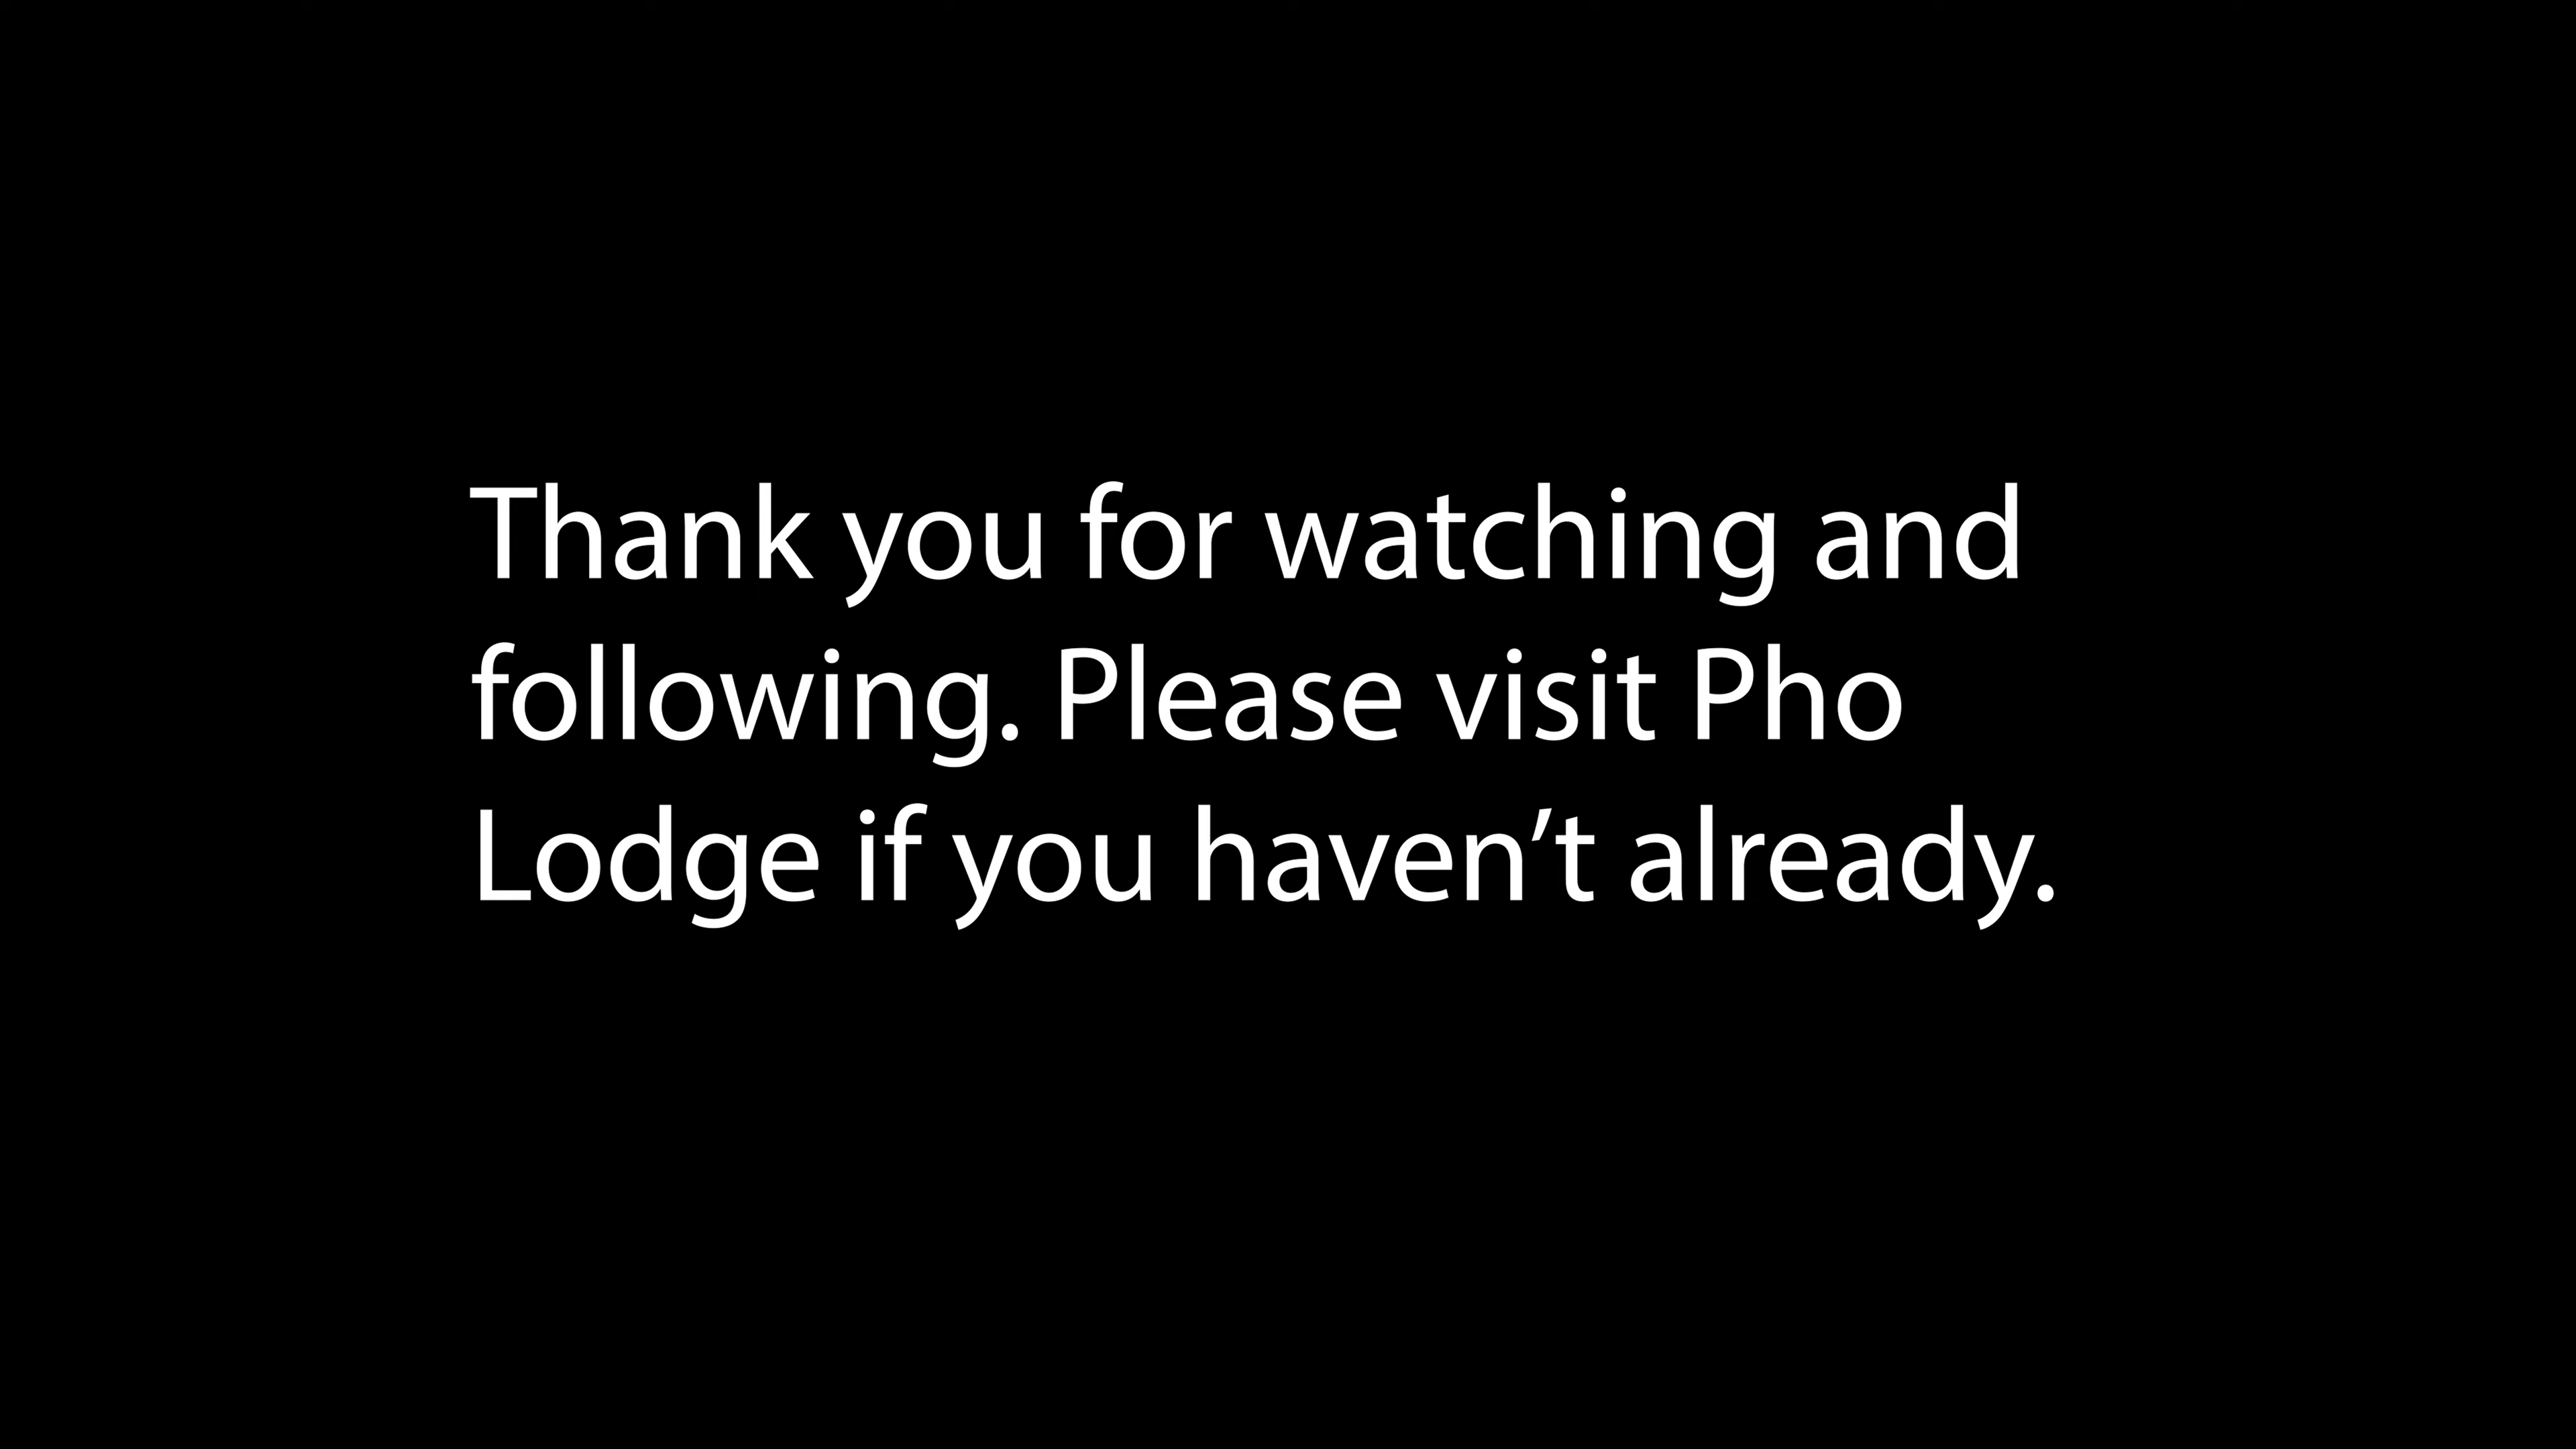 Thank you for watching and
following. Please visit Pho
Lodge if you haven’t already.